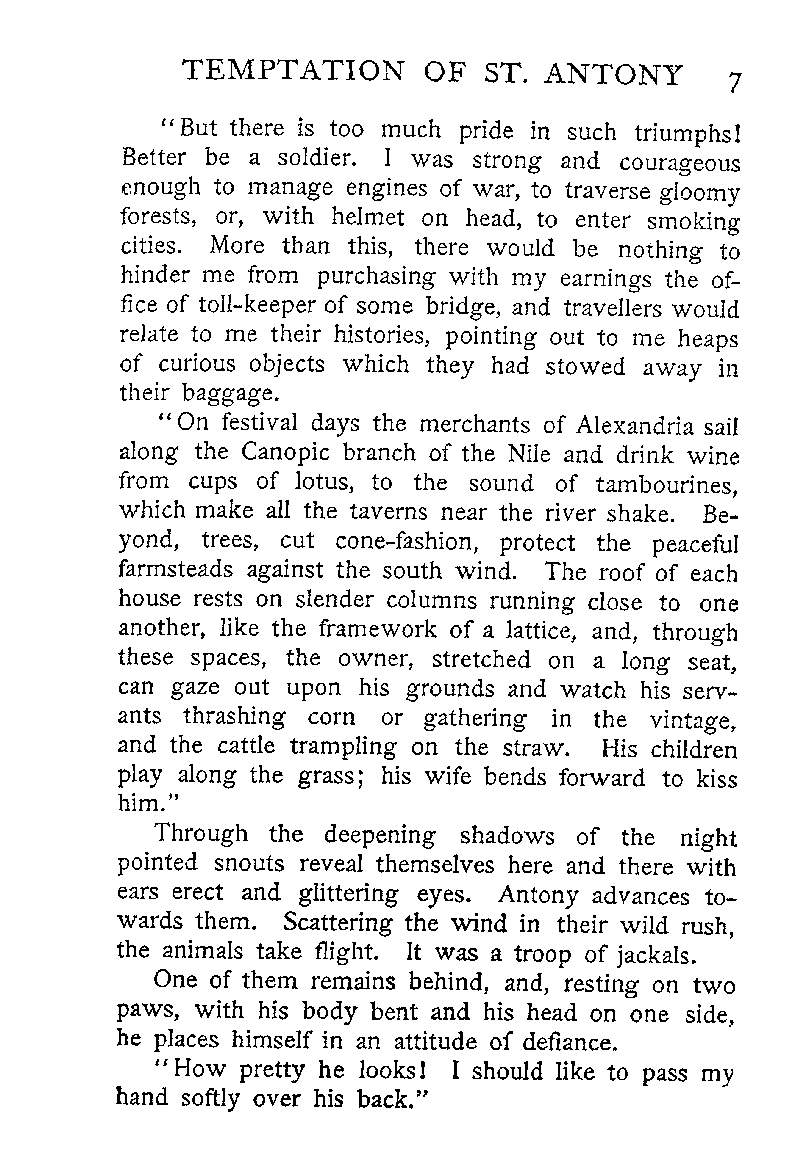 TEMPTATION OF ST. ANTONY 7
"But there is too much pride in such triumphs!
Better be a soldier. I was strong and courageous
enough to manage engines of war, to traverse gloomy
forests, or, with helmet on head, to enter smoking
cities. More than this, there would be nothing to
hinder me from purchasing with my earnings the of-
fice of toll-keeper of some bridge, and travellers would
relate to me their histories, pointing out to me heaps
of curious objects which they had stowed away in
their baggage.
"On festival days the merchants of Alexandria sail
along the Canopic branch of the Nile and drink wine
from cups of lotus, to the sound of tambourines,
which make all the taverns near the river shake. Be-
yond, trees, cut cone-fashion, protect the peaceful
farmsteads against the south wind. The roof of each
house rests on slender columns running close to one
another, like the framework of a lattice, and, through
these spaces, the owner, stretched on a long seat,
can gaze out upon his grounds and watch his serv-
ants thrashing corn or gathering in the vintage,
and the cattle trampling on the straw. His children
play along the grass; his wife bends forward to kiss
him."
Through the deepening shadows of the night
pointed snouts reveal themselves here and there with
ears erect and glittering eyes. Antony advances to-
wards them. Scattering the wind in their wild rush,
the animals take flight. It was a troop of jackals.
One of them remains behind, and, resting on two
paws, with his body bent and his head on one side,
he places himself in an attitude of defiance.
"How pretty he looks! I should like to pass my
hand softly over his back."